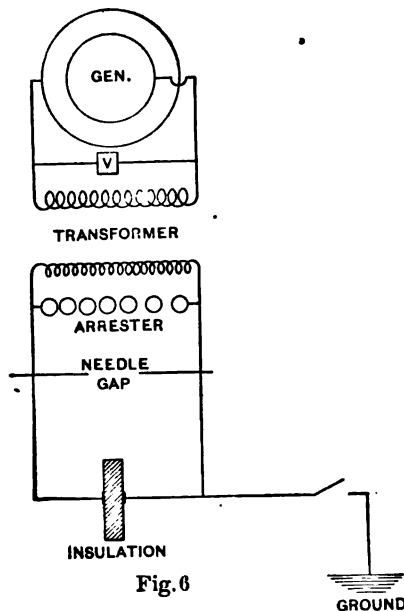 GEN.
V
TRANSFORMER
ARRESTER
NEEDLE
GAP
INSULATION
Fig. 6
GROUND